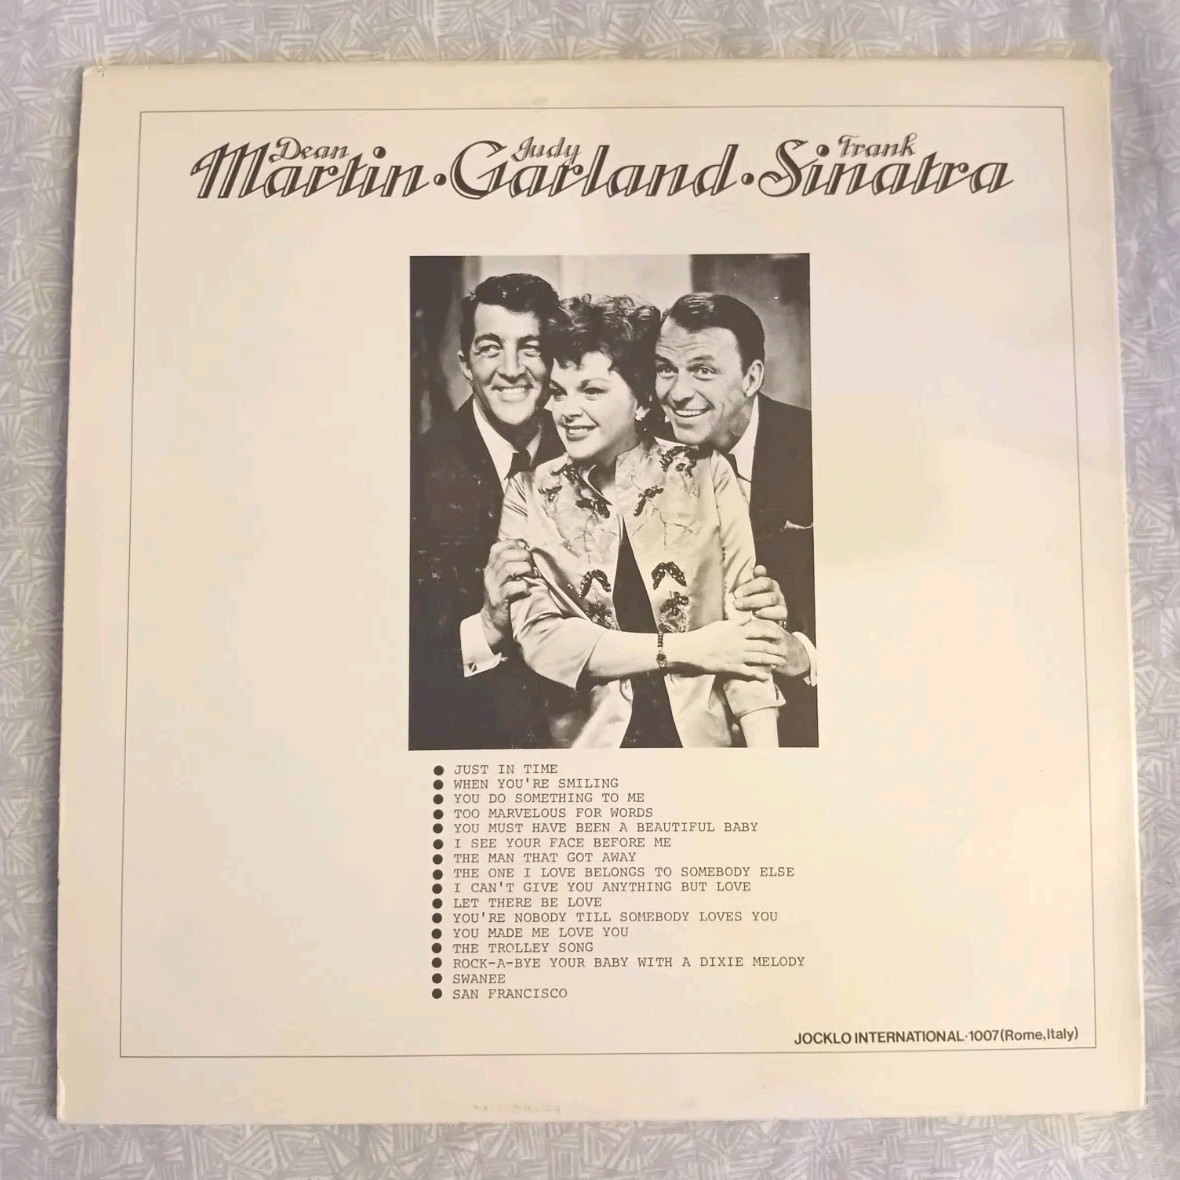 Dean Judy Frank
Martin·Garland·Sinatra
● JUST IN TIME
● WHEN YOU'RE SMILING
● YOU DO SOMETHING TO ME
● TOO MARVELOUS FOR WORDS
● YOU MUST HAVE BEEN A BEAUTIFUL BABY
● I SEE YOUR FACE BEFORE ME
● THE MAN THAT GOT AWAY
● THE ONE I LOVE BELONGS TO SOMEBODY ELSE
● I CAN'T GIVE YOU ANYTHING BUT LOVE
● LET THERE BE LOVE
● YOU'RE NOBODY TILL SOMEBODY LOVES YOU
● YOU MADE ME LOVE YOU
● THE TROLLEY SONG
● ROCK-A-BYE YOUR BABY WITH A DIXIE MELODY
● SWANEE
● SAN FRANCISCO
JOCKLO INTERNATIONAL·1007(Rome,Italy)